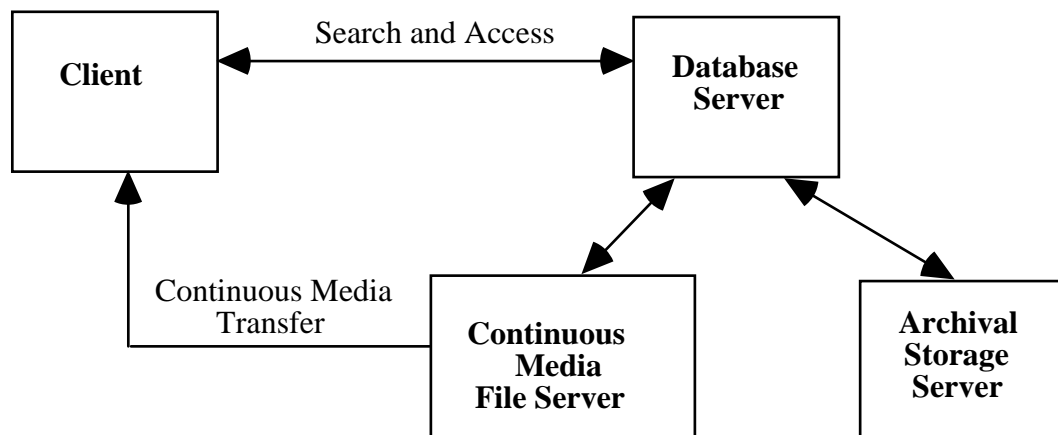 Search and Access
Client
Database
Server
Continuous Media
Transfer
Continuous
Media
File Server
Archival
Storage
Server